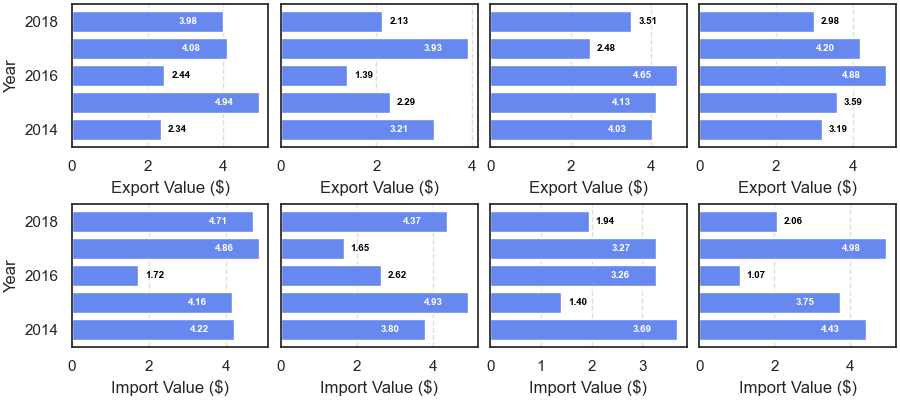 2018 3.98 2.13 3.51 2.98
4.08 3.93 2.48 4.20
Year 2016 2.44 1.39 4.65 4.88
4.94 2.29 4.13 3.59
2014 2.34 3.21 4.03 3.19
0 2 4 0 2 4 0 2 4 0 2 4
Export Value ($) Export Value ($) Export Value ($) Export Value ($)
2018 4.71 4.37 1.94 2.06
4.86 1.65 3.27 4.98
Year 2016 1.72 2.62 3.26 1.07
4.16 4.93 1.40 3.75
2014 4.22 3.80 3.69 4.43
0 2 4 0 2 4 0 1 2 3 0 2 4
Import Value ($) Import Value ($) Import Value ($) Import Value ($)